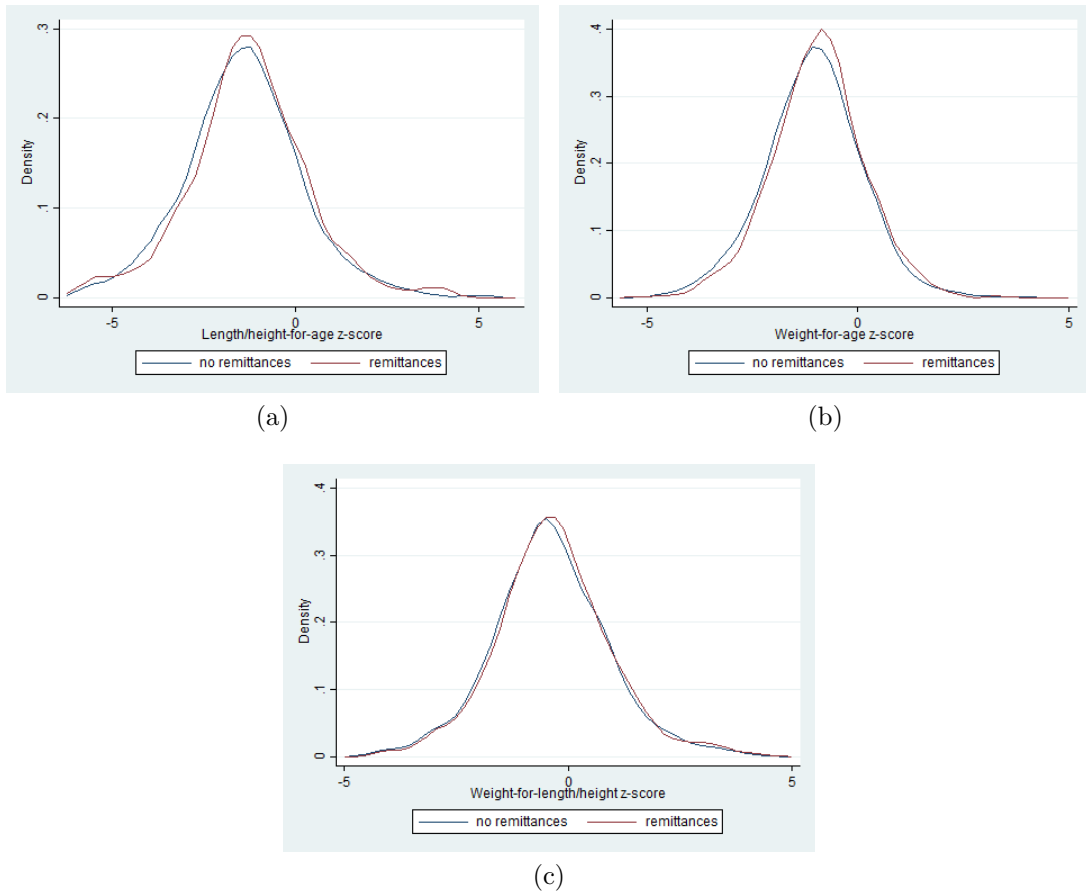 Density
0 .1 .2 .3
-5 0 5
Length/height-for-age z-score
no remittances remittances
(a)
Density
0 .1 .2 .3 .4
-5 0 5
Weight-for-age z-score
no remittances remittances
(b)
Density
0 .1 .2 .3 .4
-5 0 5
Weight-for-length/height z-score
no remittances remittances
(c)